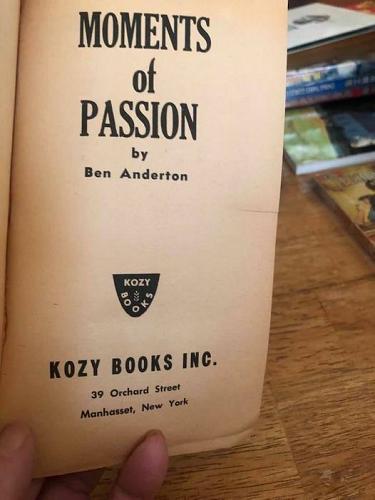 MOMENTS
of
PASSION
by
Ben Anderton
KOZY
BOOKS
KOZY BOOKS INC.
39 Orchard Street
Manhasset, New York